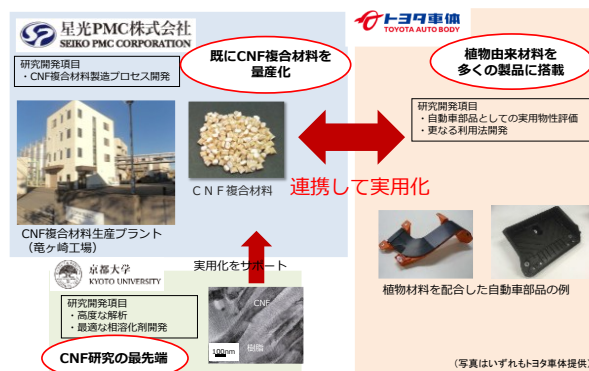 星光PMC株式会社
SEIKO PMC CORPORATION
研究開発項目
・CNF複合材料製造プロセス開発
既にCNF複合材料を
量産化
CNF複合材料生産プラント
（竜ヶ崎工場）
ＣＮＦ複合材料
トヨタ車体
TOYOTA AUTO BODY
植物由来材料を
多くの製品に搭載
研究開発項目
・自動車部品としての実用物性評価
・更なる利用法開発
連携して実用化
植物材料を配合した自動車部品の例
京都大学
KYOTO UNIVERSITY
実用化をサポート
研究開発項目
・高度な解析
・最適な相溶化剤開発
CNF
樹脂
100nm
CNF研究の最先端
（写真はいずれもトヨタ車体提供）